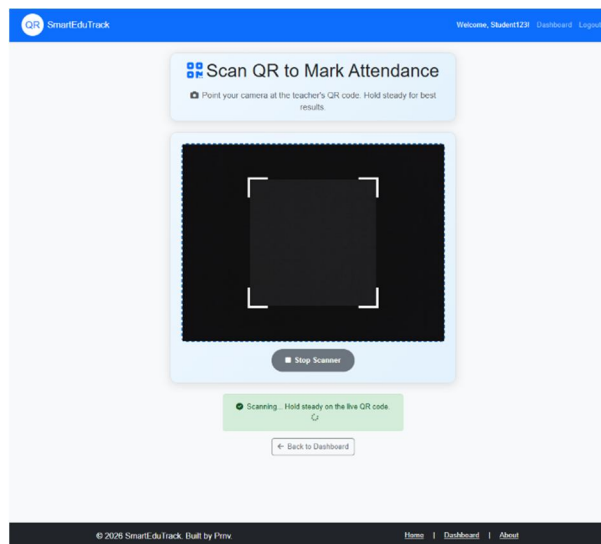 QR SmartEduTrack
Welcome, Student123! Dashboard Logout
Scan QR to Mark Attendance
Point your camera at the teacher's QR code. Hold steady for best
results.
Stop Scanner
Scanning... Hold steady on the live QR code.
← Back to Dashboard
© 2026 SmartEduTrack. Built by Prnv.
Home | Dashboard | About